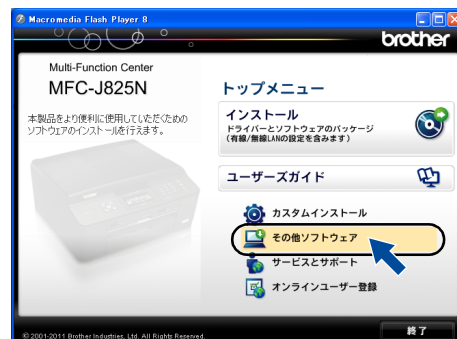 Macromedia Flash Player 8
brother
Multi-Function Center
MFC-J825N
本製品をより便利に使用していただくための
ソフトウェアのインストールを行えます。
トップメニュー
インストール
ドライバーとソフトウェアのパッケージ
(有線/無線LANの設定を含みます)
ユーザーズガイド
カスタムインストール
その他ソフトウェア
サービスとサポート
オンラインユーザー登録
© 2001-2011 Brother Industries, Ltd. All Rights Reserved.
終了